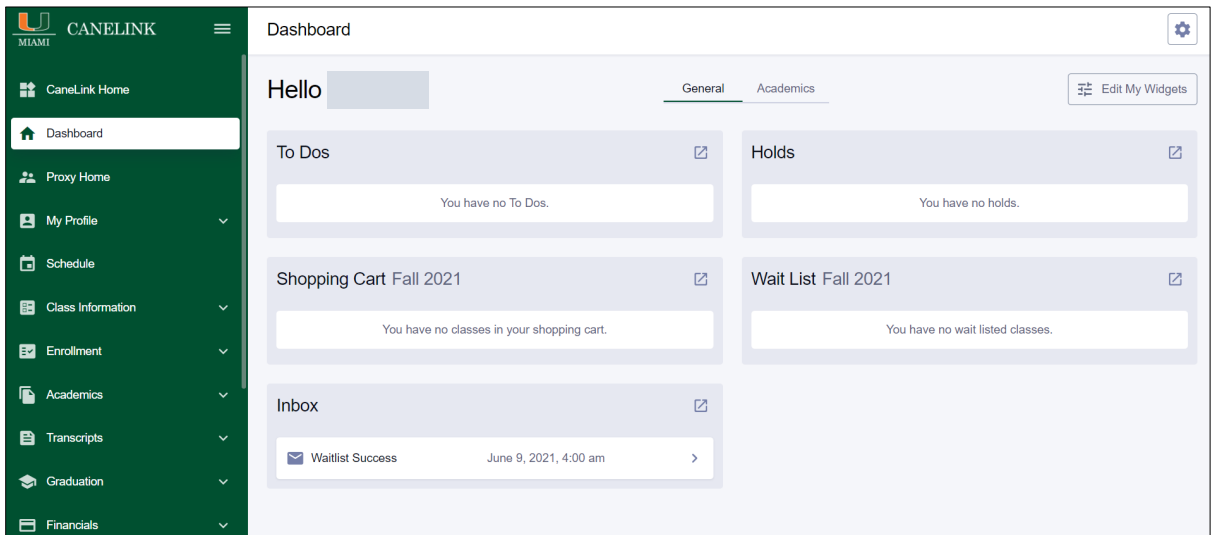 U
MIAMI
CANELINK
CaneLink Home
Dashboard
Proxy Home
My Profile
Schedule
Class Information
Enrollment
Academics
Transcripts
Graduation
Financials
Dashboard
Hello
General
Academics
Edit My Widgets
To Dos
You have no To Dos.
Holds
You have no holds.
Shopping Cart Fall 2021
You have no classes in your shopping cart.
Wait List Fall 2021
You have no wait listed classes.
Inbox
Waitlist Success June 9, 2021, 4:00 am